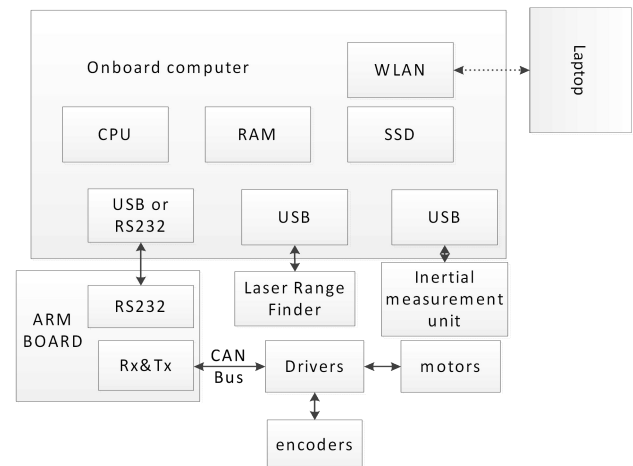 Onboard computer
WLAN
Laptop
CPU
RAM
SSD
USB or
RS232
USB
USB
RS232
Laser Range
Finder
Inertial
measurement
unit
ARM
BOARD
Rx&Tx
CAN
Bus
Drivers
motors
encoders